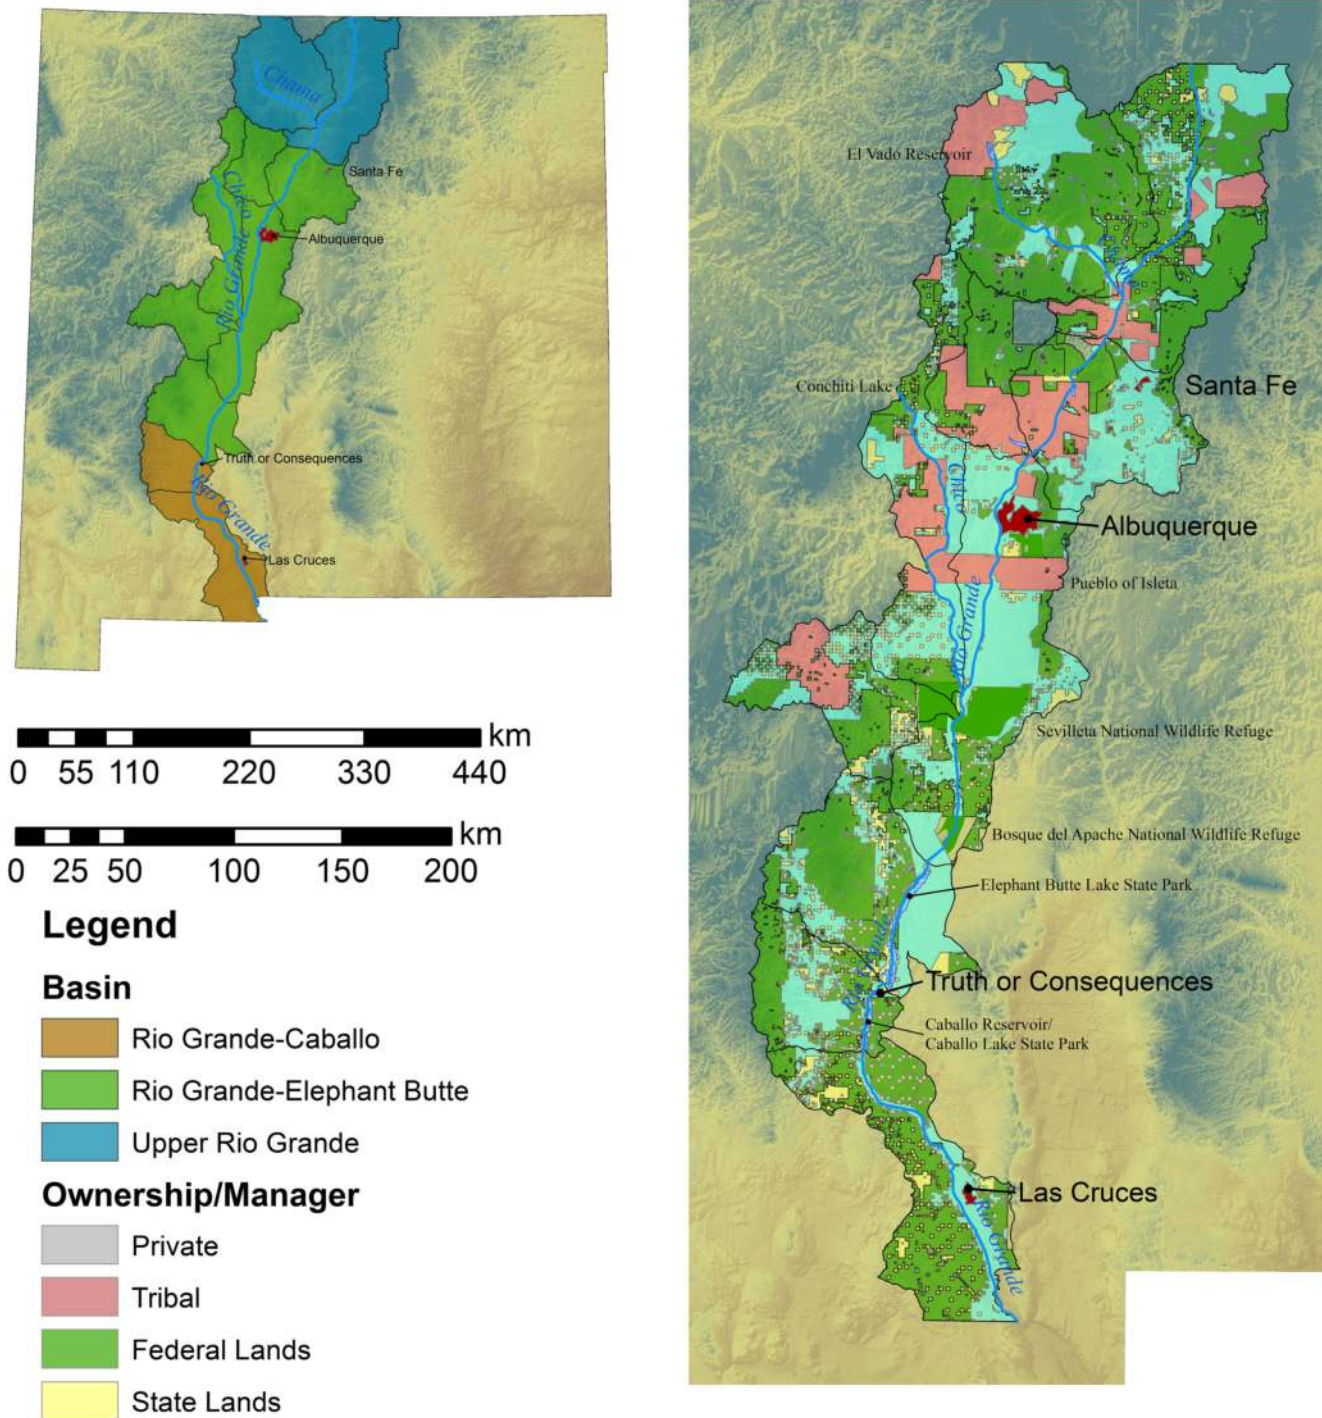 Chama
Santa Fe
Chico
Rio Grande
Albuquerque
Truth or Consequences
Rio Grande
Las Cruces
km
0 55 110 220 330 440
km
0 25 50 100 150 200
Legend
Basin
Rio Grande-Caballo
Rio Grande-Elephant Butte
Upper Rio Grande
Ownership/Manager
Private
Tribal
Federal Lands
State Lands
El Vado Reservoir
Chama
Conchiti Lake
Santa Fe
Chico
Albuquerque
Pueblo of Isleta
Rio Grande
Sevilleta National Wildlife Refuge
Bosque del Apache National Wildlife Refuge
Elephant Butte Lake State Park
Rio Grande
Truth or Consequences
Caballo Reservoir/
Caballo Lake State Park
Las Cruces
Rio Grande